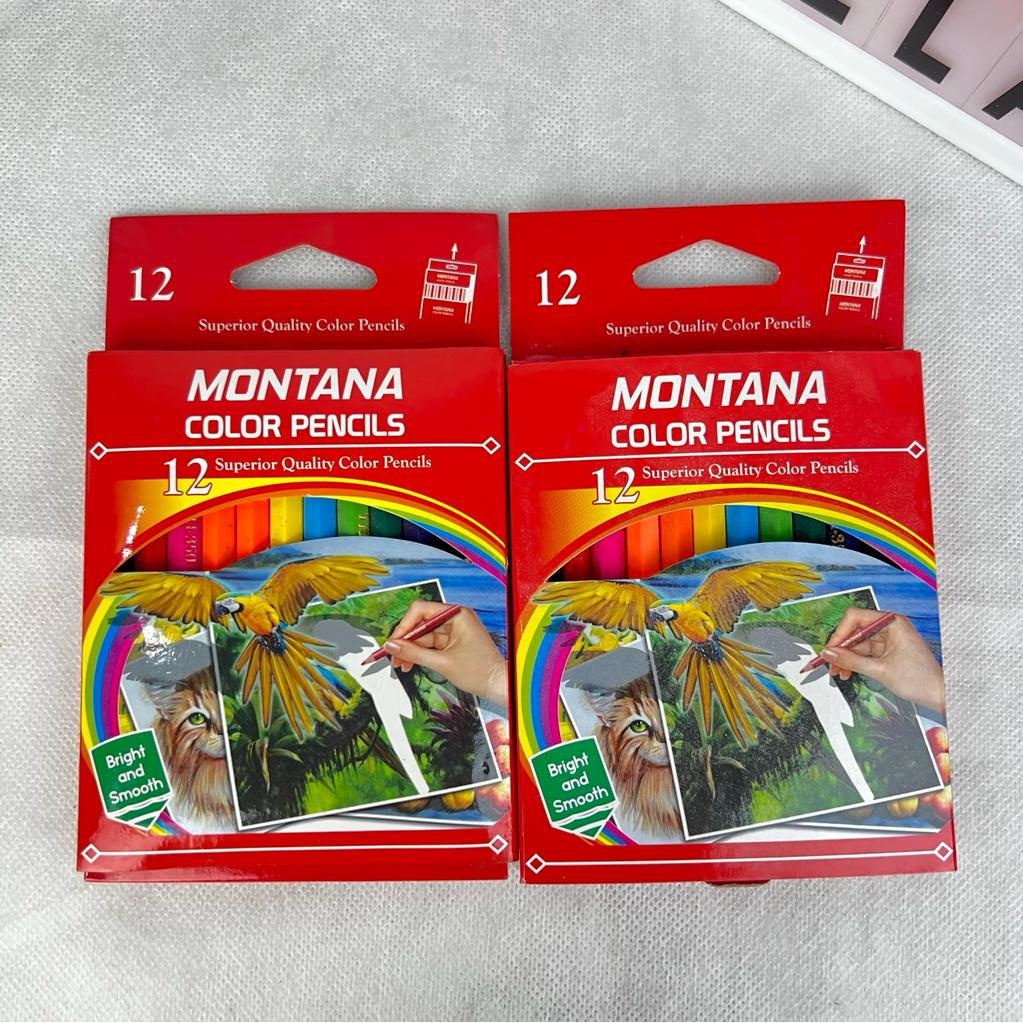 ELA
12
Superior Quality Color Pencils
MONTANA
COLOR PENCILS
12 Superior Quality Color Pencils
Bright
and
Smooth
12
Superior Quality Color Pencils
MONTANA
COLOR PENCILS
12 Superior Quality Color Pencils
Bright
and
Smooth